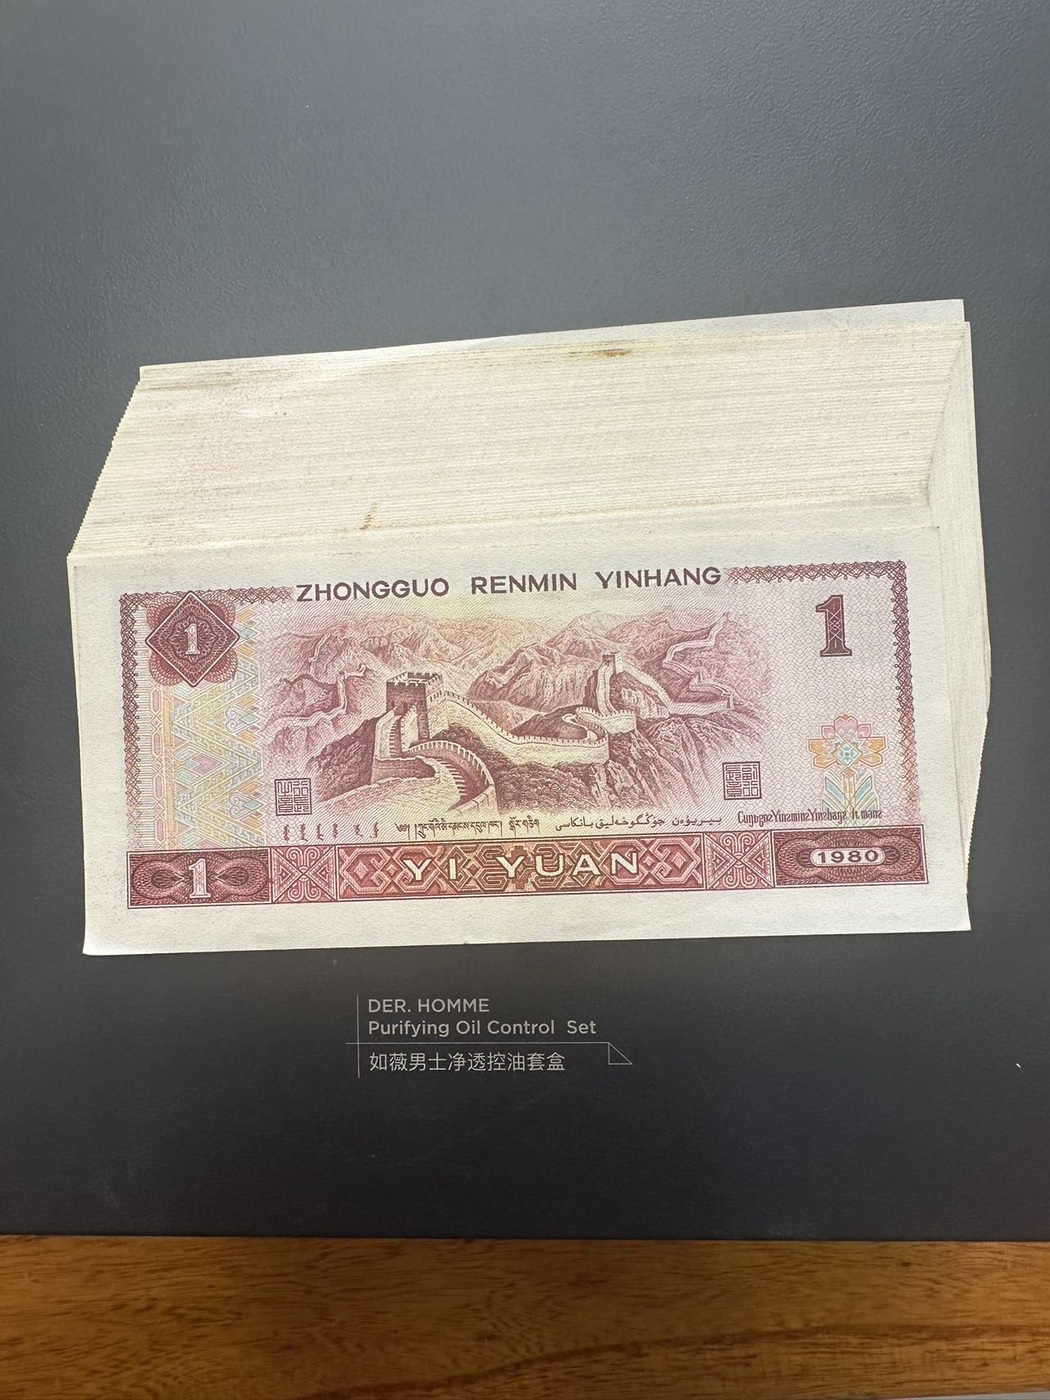 ZHONGGUO RENMIN YINHANG
1
1
YI YUAN
1
1980
DER. HOMME
Purifying Oil Control Set
如薇男士净透控油套盒